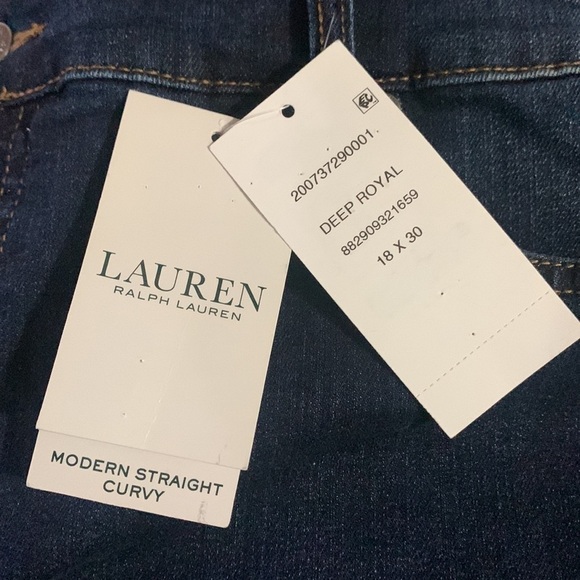 LAUREN
RALPH LAUREN
MODERN STRAIGHT
CURVY
200737290001
DEEP ROYAL
882909321659
18 X 30